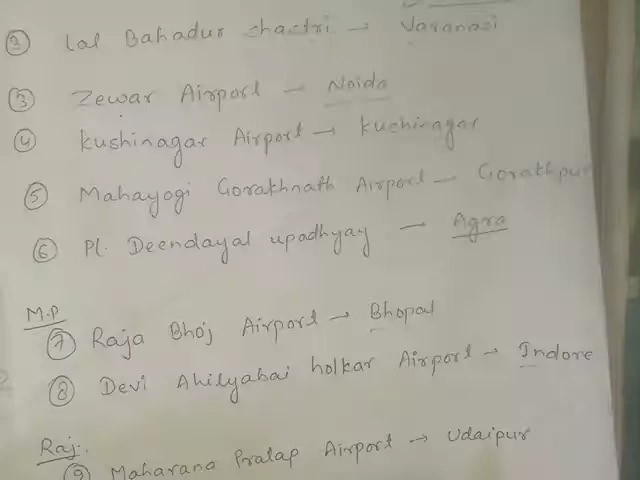 ② Lal Bahadur Shastri → Varanasi
③ Zewar Airport — Noida
④ Kushinagar Airport → Kushinagar
⑤ Mahayogi Gorakhnath Airport — Gorakhpur
⑥ Pt. Deendayal upadhyay — Agra
M.P
⑦ Raja Bhoj Airport → Bhopal
⑧ Devi Ahilyabai holkar Airport → Indore
Raj.
⑨ Maharana Pratap Airport → Udaipur